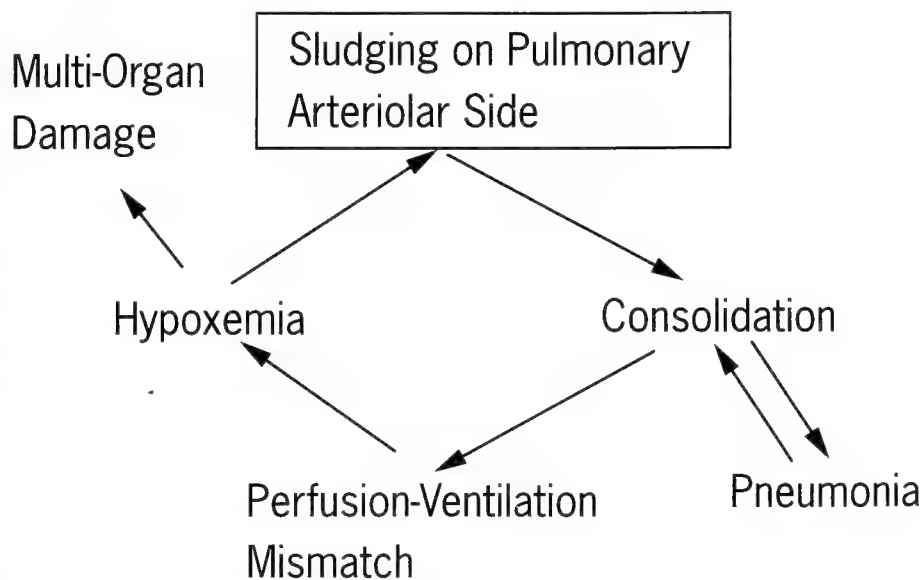 Multi-Organ
Damage
Sludging on Pulmonary
Arteriolar Side
Hypoxemia
Consolidation
Perfusion-Ventilation
Mismatch
Pneumonia